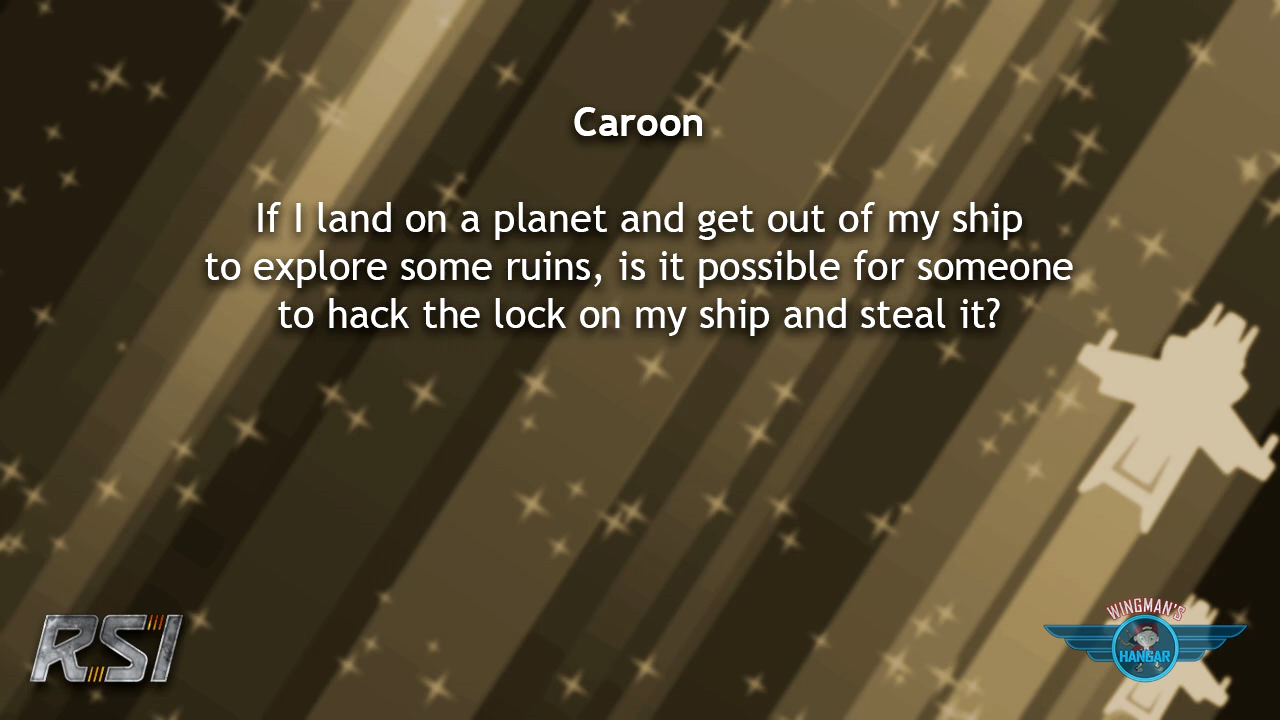 Caroon
If I land on a planet and get out of my ship
to explore some ruins, is it possible for someone
to hack the lock on my ship and steal it?
RSI
WINGMAN'S
HANGAR